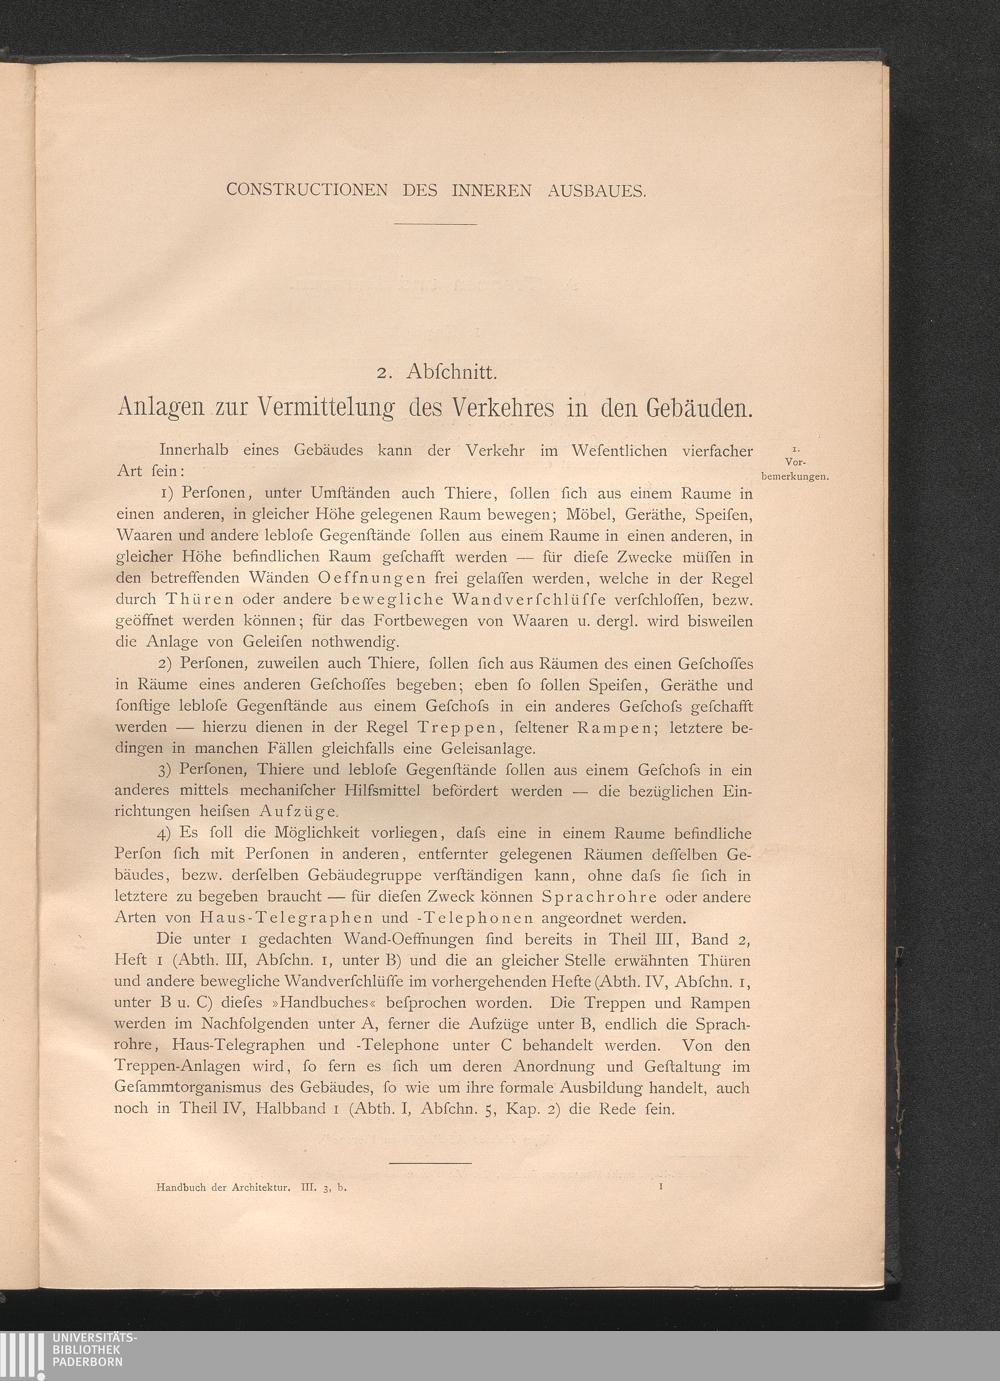 CONSTRUCTIONEN DES INNEREN AUSBAUES.
2. Abſchnitt.
Anlagen zur Vermittelung des Verkehres in den Gebäuden.
Innerhalb eines Gebäudes kann der Verkehr im Weſentlichen vierfacher
Art ſein:
1.
Vor-
bemerkungen.
1) Perſonen, unter Umſtänden auch Thiere, ſollen ſich aus einem Raume in
einen anderen, in gleicher Höhe gelegenen Raum bewegen; Möbel, Geräthe, Speiſen,
Waaren und andere lebloſe Gegenſtände ſollen aus einem Raume in einen anderen, in
gleicher Höhe befindlichen Raum geſchafft werden — für dieſe Zwecke müſſen in
den betreffenden Wänden Oeffnungen frei gelaſſen werden, welche in der Regel
durch Thüren oder andere bewegliche Wandverſchlüſſe verſchloſſen, bezw.
geöffnet werden können; für das Fortbewegen von Waaren u. dergl. wird bisweilen
die Anlage von Geleiſen nothwendig.
2) Perſonen, zuweilen auch Thiere, ſollen ſich aus Räumen des einen Geſchoſſes
in Räume eines anderen Geſchoſſes begeben; eben ſo ſollen Speiſen, Geräthe und
ſonſtige lebloſe Gegenſtände aus einem Geſchoſs in ein anderes Geſchoſs geſchafft
werden — hierzu dienen in der Regel Treppen, ſeltener Rampen; letztere be-
dingen in manchen Fällen gleichfalls eine Geleisanlage.
3) Perſonen, Thiere und lebloſe Gegenſtände ſollen aus einem Geſchoſs in ein
anderes mittels mechaniſcher Hilfsmittel befördert werden — die bezüglichen Ein-
richtungen heiſsen Aufzüge.
4) Es ſoll die Möglichkeit vorliegen, daſs eine in einem Raume befindliche
Perſon ſich mit Perſonen in anderen, entfernter gelegenen Räumen deſſelben Ge-
bäudes, bezw. derſelben Gebäudegruppe verſtändigen kann, ohne daſs ſie ſich in
letztere zu begeben braucht — für dieſen Zweck können Sprachrohre oder andere
Arten von Haus-Telegraphen und -Telephonen angeordnet werden.
Die unter 1 gedachten Wand-Oeffnungen ſind bereits in Theil III, Band 2,
Heft 1 (Abth. III, Abſchn. 1, unter B) und die an gleicher Stelle erwähnten Thüren
und andere bewegliche Wandverſchlüſſe im vorhergehenden Hefte (Abth. IV, Abſchn. 1,
unter B u. C) dieſes »Handbuches« beſprochen worden. Die Treppen und Rampen
werden im Nachfolgenden unter A, ferner die Aufzüge unter B, endlich die Sprach-
rohre, Haus-Telegraphen und -Telephone unter C behandelt werden. Von den
Treppen-Anlagen wird, ſo fern es ſich um deren Anordnung und Geſtaltung im
Geſammtorganismus des Gebäudes, ſo wie um ihre formale Ausbildung handelt, auch
noch in Theil IV, Halbband 1 (Abth. I, Abſchn. 5, Kap. 2) die Rede ſein.
Handbuch der Architektur. III. 3, b.
1
UNIVERSITÄTS-
BIBLIOTHEK
PADERBORN